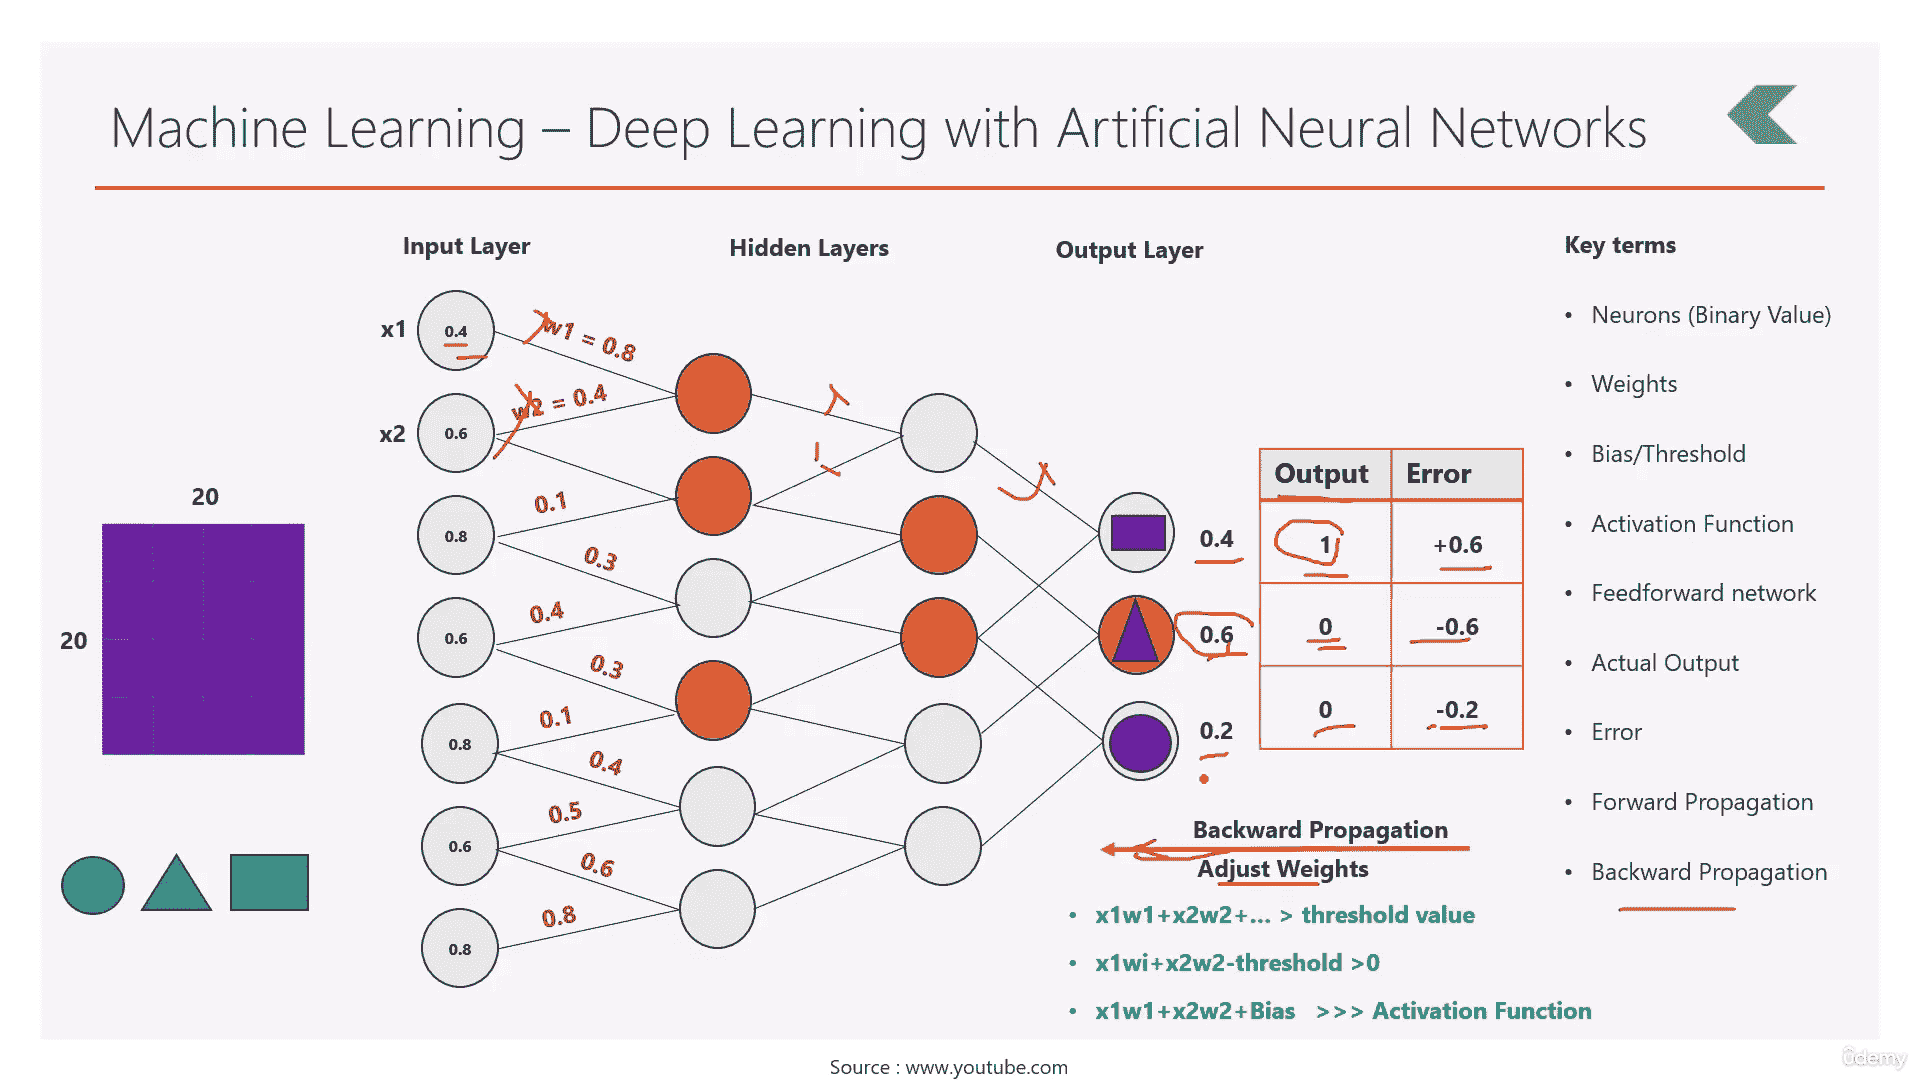 Machine Learning – Deep Learning with Artificial Neural Networks
Input Layer
Hidden Layers
Output Layer
Key terms
x1
0.4
w1 = 0.8
x2
0.6
w2 = 0.4
0.8
0.1
0.3
0.6
0.4
0.3
0.8
0.1
0.4
0.6
0.5
0.6
0.8
0.8
20
20
0.4
0.6
0.2
Output Error
1 +0.6
0 -0.6
0 -0.2
Backward Propagation
Adjust Weights
• x1w1+x2w2+... > threshold value
• x1wi+x2w2-threshold >0
• x1w1+x2w2+Bias >>> Activation Function
• Neurons (Binary Value)
• Weights
• Bias/Threshold
• Activation Function
• Feedforward network
• Actual Output
• Error
• Forward Propagation
• Backward Propagation
Source : www.youtube.com
ûdemy